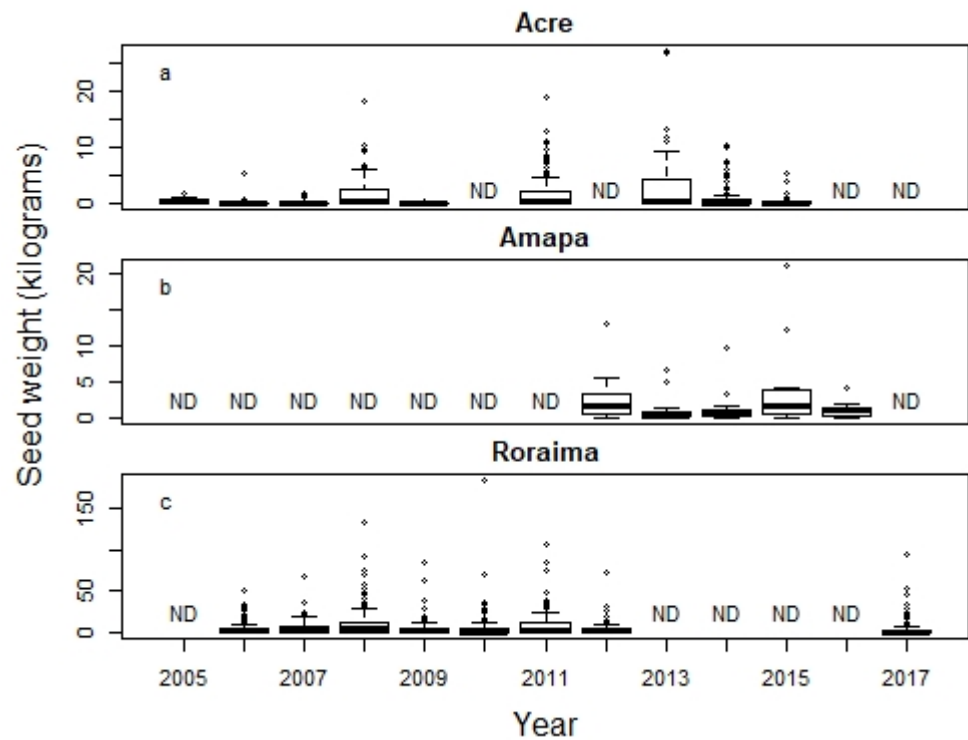 Acre
a
20
10
0
ND ND ND ND
Amapa
b
20
10
5
0
ND ND ND ND ND ND ND ND
Roraima
c
150
50
0
ND ND ND ND ND
2005 2007 2009 2011 2013 2015 2017
Year
Seed weight (kilograms)